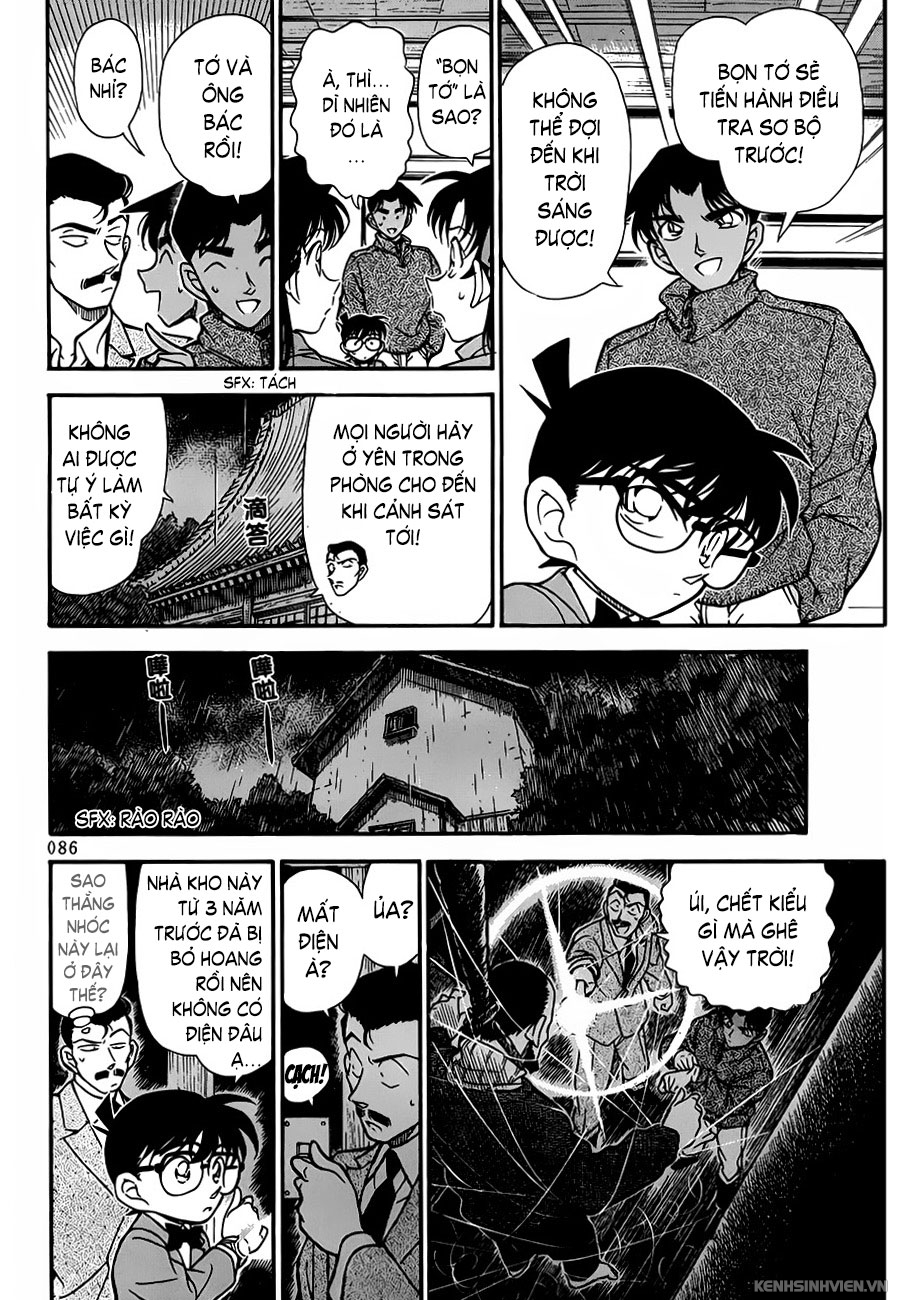 BỌN TỚ SẼ
TIẾN HÀNH ĐIỀU
TRA SƠ BỘ
TRƯỚC!
KHÔNG
THỂ ĐỢI
ĐẾN KHI
TRỜI
SÁNG
ĐƯỢC!
"BỌN
TỚ" LÀ
SAO?
À, THÌ...
DĨ NHIÊN
ĐÓ LÀ
...
TỚ VÀ
ÔNG
BÁC
RỒI!
BÁC
NHỈ?
SFX: TÁCH
MỌI NGƯỜI HÃY
Ở YÊN TRONG
PHÒNG CHO ĐẾN
KHI CẢNH SÁT
TỚI!
滴答
KHÔNG
AI ĐƯỢC
TỰ Ý LÀM
BẤT KỲ
VIỆC GÌ!
嘩啦
嘩啦
SFX: RÀO RÀO
086
ÚI, CHẾT KIỂU
GÌ MÀ GHÊ
VẬY TRỜI!
ỦA?
MẤT
ĐIỆN
À?
CẠCH!
NHÀ KHO NÀY
TỪ 3 NĂM
TRƯỚC ĐÃ BỊ
BỎ HOANG
RỒI NÊN
KHÔNG CÓ
ĐIỆN ĐÂU
Ạ...
SAO
THẰNG
NHÓC
NÀY LẠI
Ở ĐÂY
THẾ?
KENHSINHVIEN.VN